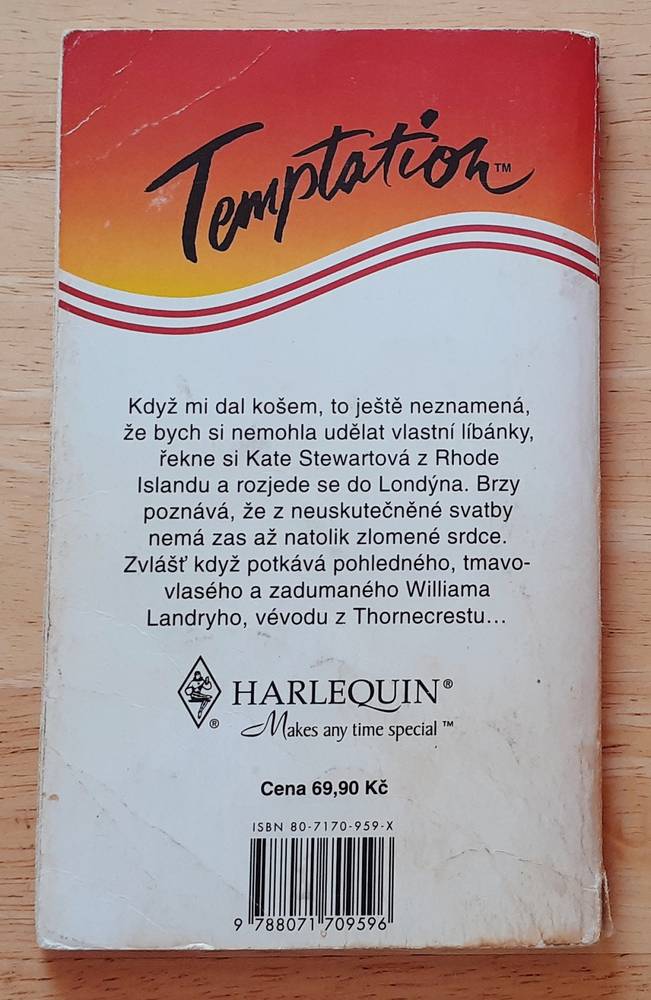 Temptation™
Když mi dal košem, to ještě neznamená,
že bych si nemohla udělat vlastní líbánky,
řekne si Kate Stewartová z Rhode
Islandu a rozjede se do Londýna. Brzy
poznává, že z neuskutečněné svatby
nemá zas až natolik zlomené srdce.
Zvlášť když potkává pohledného, tmavo-
vlasého a zadumaného Williama
Landryho, vévodu z Thornecrestu...
HARLEQUIN®
®
Makes any time special™
Cena 69,90 Kč
ISBN 80-7170-959-X
9 788071 709596